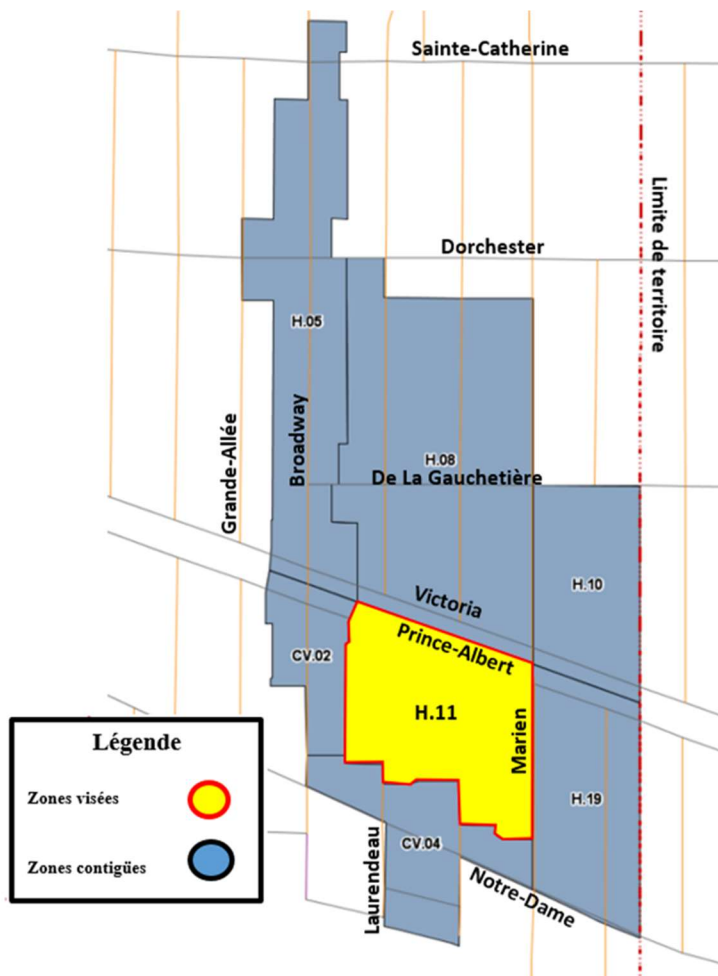 Sainte-Catherine
Limite de territoire
Dorchester
H.05
Broadway
Grande-Allée
H.08
De La Gauchetière
H.10
Victoria
Prince-Albert
CV.02
H.11
Marien
H.19
CV.04
Laurendeau
Notre-Dame
Légende
Zones visées
Zones contigües